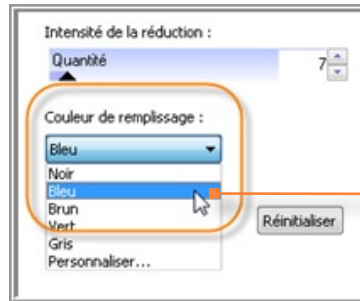 Intensité de la réduction :
Quantité 7
Couleur de remplissage :
Bleu
Noir
Bleu
Brun
Vert
Réinitialiser
Gris
Personnaliser...